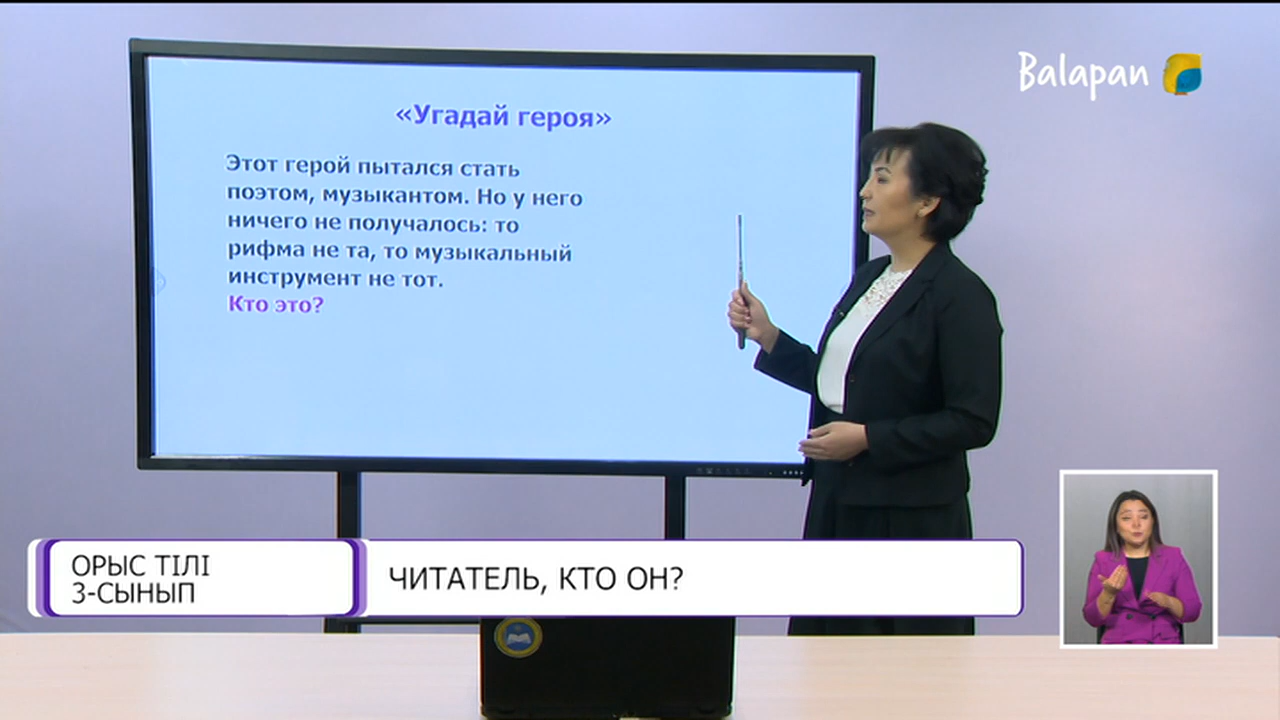 Balapan
«Угадай героя»
Этот герой пытался стать
поэтом, музыкантом. Но у него
ничего не получалось: то
рифма не та, то музыкальный
инструмент не тот.
Кто это?
ОРЫС ТІЛІ
3-СЫНЫП
ЧИТАТЕЛЬ, КТО ОН?